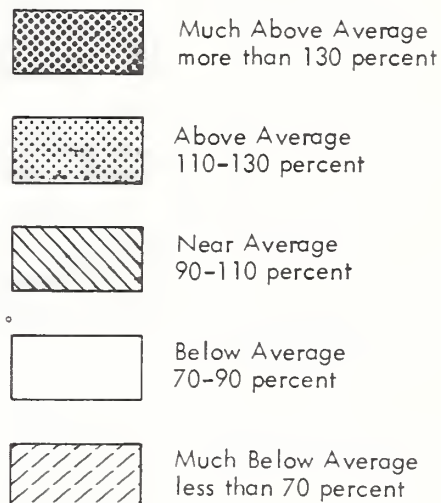 Much Above Average
more than 130 percent
Above Average
110-130 percent
Near Average
90-110 percent
Below Average
70-90 percent
Much Below Average
less than 70 percent